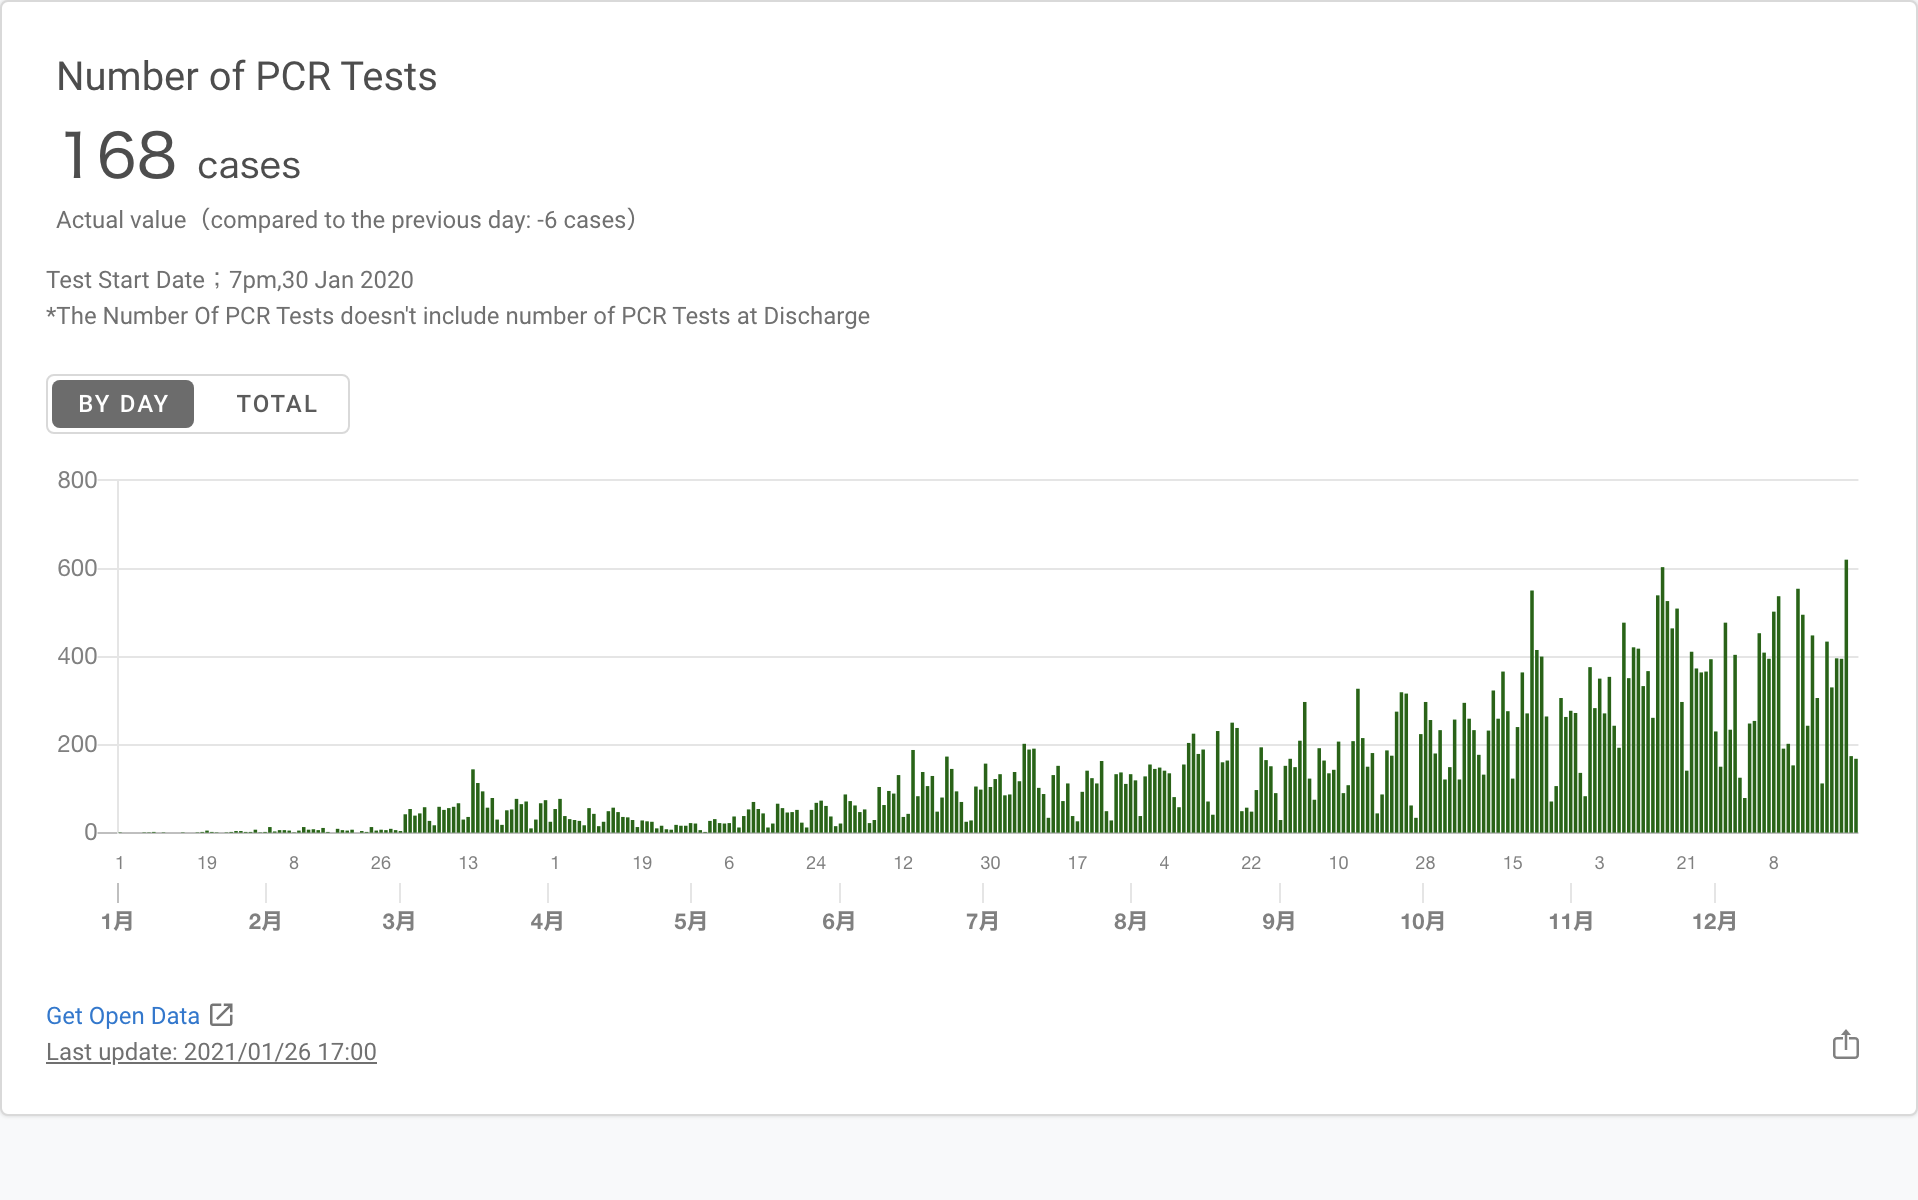 Number of PCR Tests
168 cases
Actual value（compared to the previous day: -6 cases）
Test Start Date；7pm,30 Jan 2020
*The Number Of PCR Tests doesn't include number of PCR Tests at Discharge
BY DAY TOTAL
800
600
400
200
0
1 19 8 26 13 1 19 6 24 12 30 17 4 22 10 28 15 3 21 8
1月 2月 3月 4月 5月 6月 7月 8月 9月 10月 11月 12月
Get Open Data
Last update: 2021/01/26 17:00